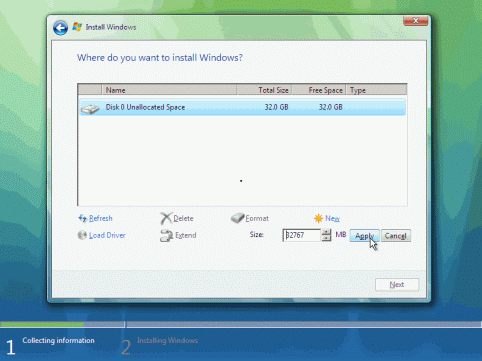 Install Windows
Where do you want to install Windows?
Name Total Size Free Space Type
Disk 0 Unallocated Space 32.0 GB 32.0 GB
Refresh Delete Format New
Load Driver Extend Size: 32767 MB Apply Cancel
Next
1 Collecting information 2 Installing Windows